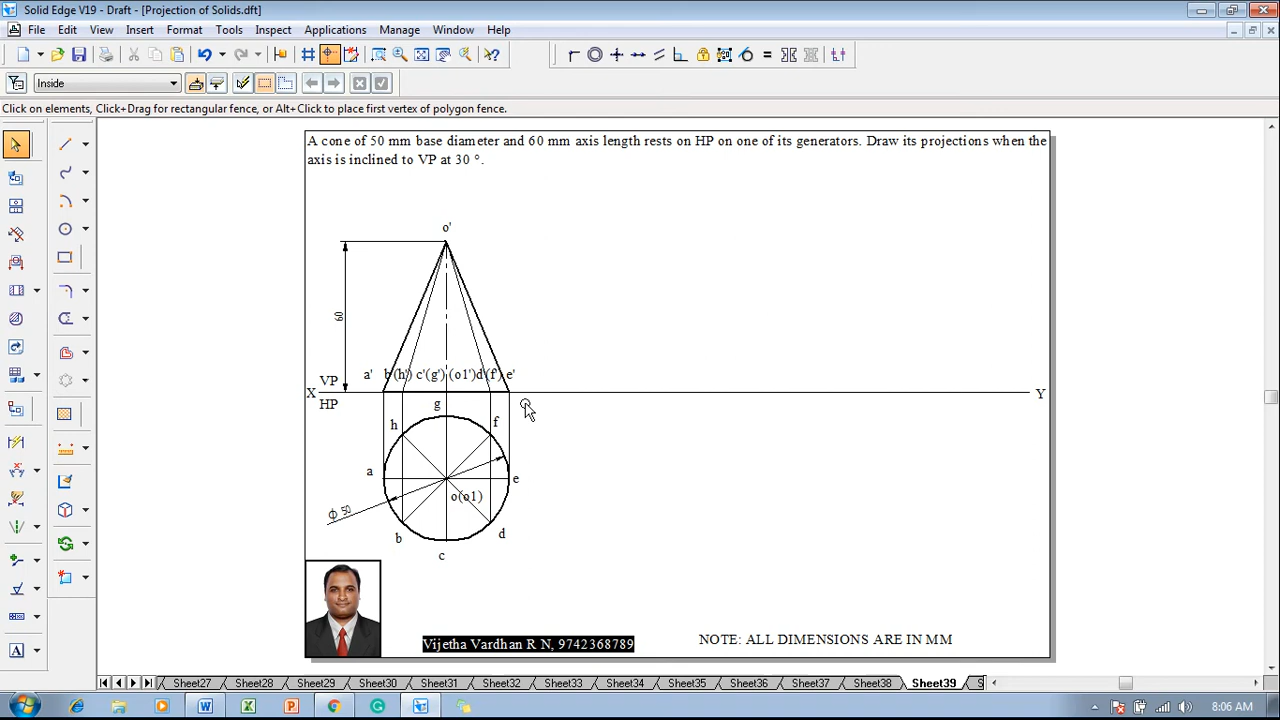 Solid Edge V19 - Draft - [Projection of Solids.dft]
File Edit View Insert Format Tools Inspect Applications Manage Window Help
Inside
Click on elements, Click+Drag for rectangular fence, or Alt+Click to place first vertex of polygon fence.
A cone of 50 mm base diameter and 60 mm axis length rests on HP on one of its generators. Draw its projections when the
axis is inclined to VP at 30 °.
o'
60
a' b'(h') c'(g') (o1')d'(f') e'
VP
X Y
HP
g
h f
a e
o(o1)
ϕ 50
b d
c
Vijetha Vardhan R N, 9742368789
NOTE: ALL DIMENSIONS ARE IN MM
Sheet27 Sheet28 Sheet29 Sheet30 Sheet31 Sheet32 Sheet33 Sheet34 Sheet35 Sheet36 Sheet37 Sheet38 Sheet39 S
8:06 AM